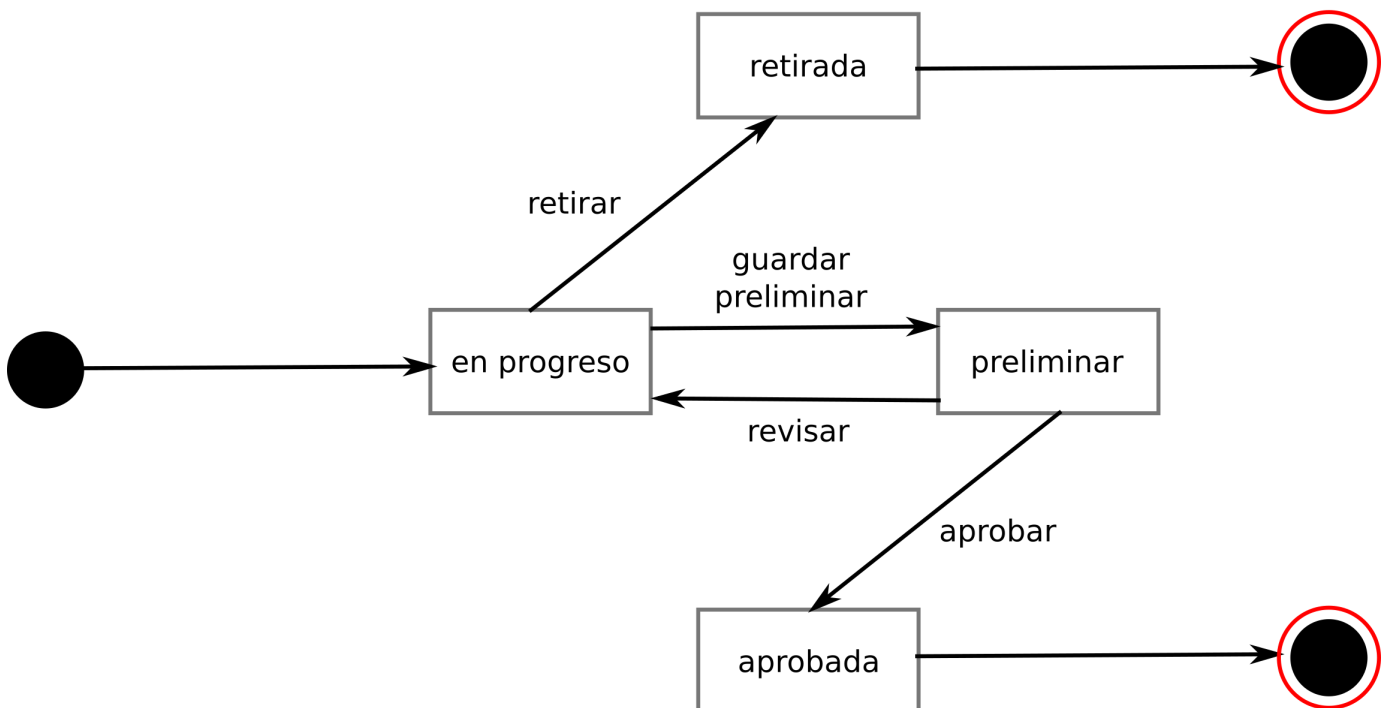 retirada
retirar
guardar
preliminar
en progreso
preliminar
revisar
aprobar
aprobada